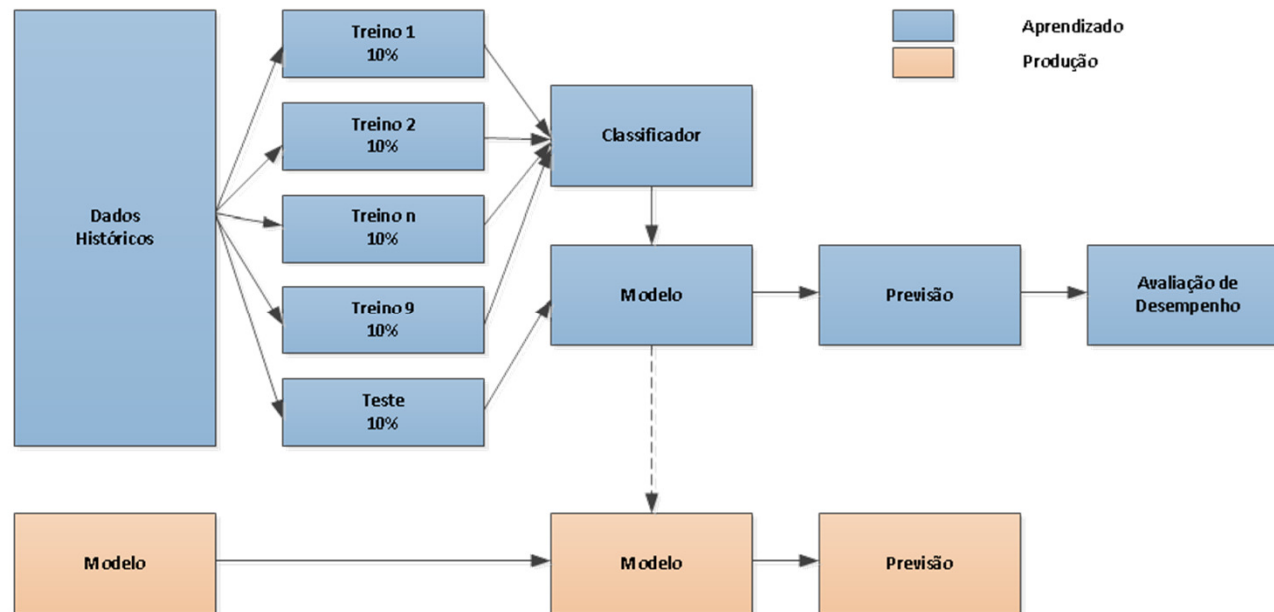 Treino 1
10%
Aprendizado
Produção
Treino 2
10%
Classificador
Dados
Históricos
Treino n
10%
Treino 9
10%
Modelo
Previsão
Avaliação de
Desempenho
Teste
10%
Modelo
Modelo
Previsão